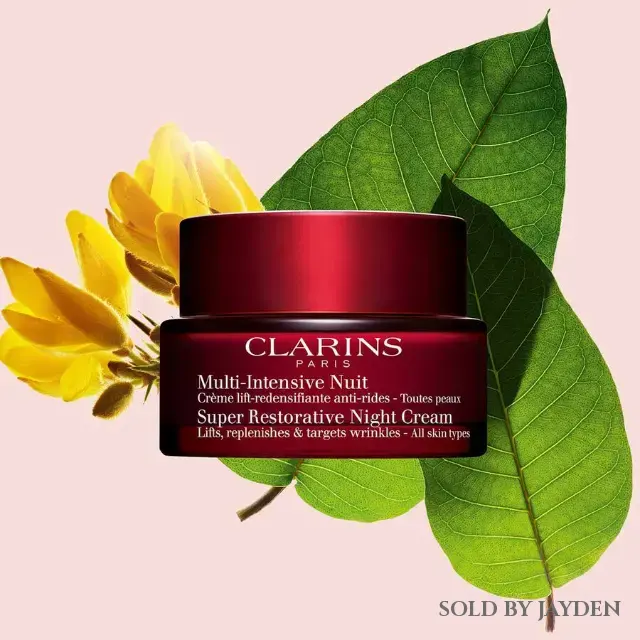 CLARINS
PARIS
Multi-Intensive Nuit
Crème lift-redensifiante anti-rides - Toutes peaux
Super Restorative Night Cream
Lifts, replenishes & targets wrinkles - All skin types
SOLD BY JAYDEN